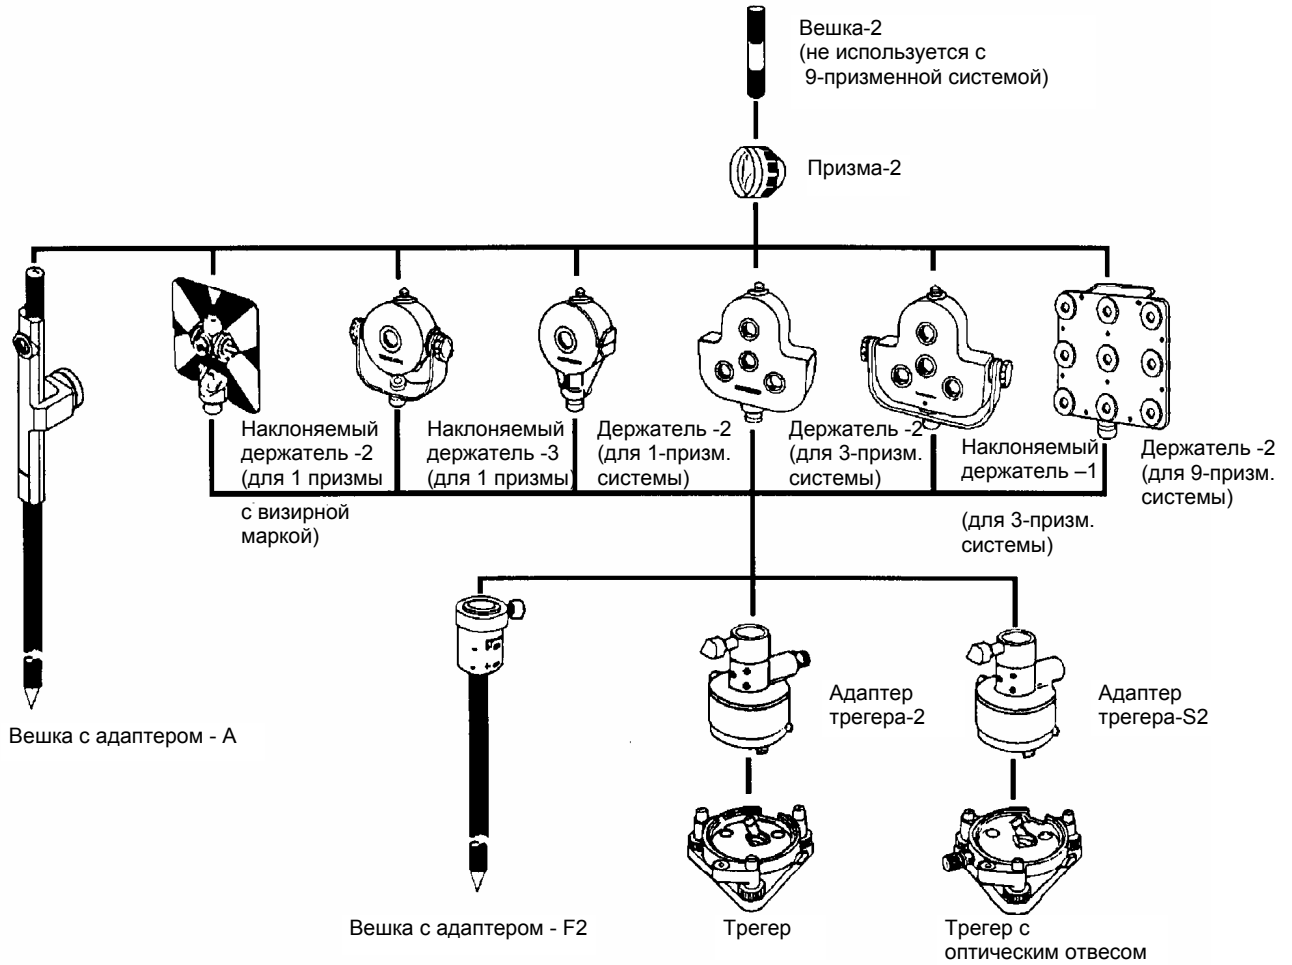 Вешка-2
(не используется с
9-призменной системой)
Призма-2
Наклоняемый
держатель -2
(для 1 призмы
с визирной
маркой)
Наклоняемый
держатель -3
(для 1 призмы)
Держатель -2
(для 1-призм.
системы)
Держатель -2
(для 3-призм.
системы)
Наклоняемый
держатель –1
(для 3-призм.
системы)
Держатель -2
(для 9-призм.
системы)
Вешка с адаптером - А
Адаптер
трегера-2
Адаптер
трегера-S2
Вешка с адаптером - F2
Трегер
Трегер с
оптическим отвесом